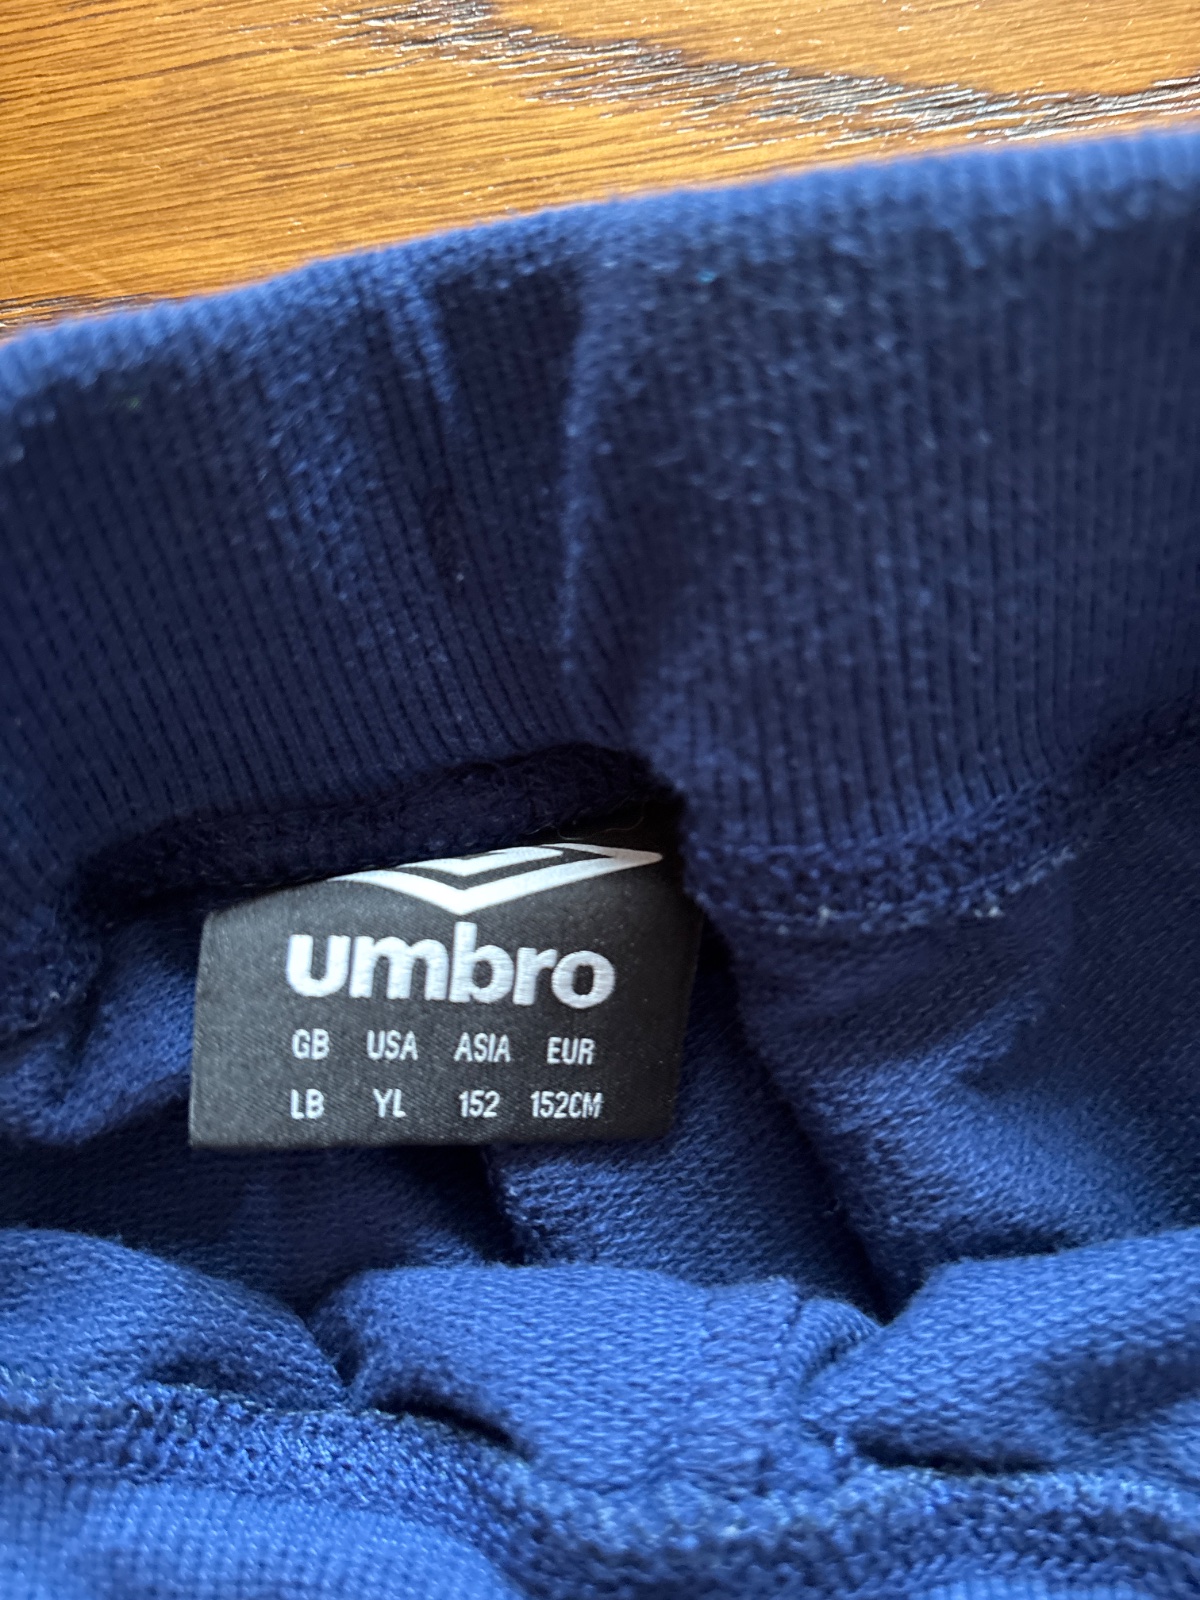 umbro
GB USA ASIA EUR
LB YL 152 152CM